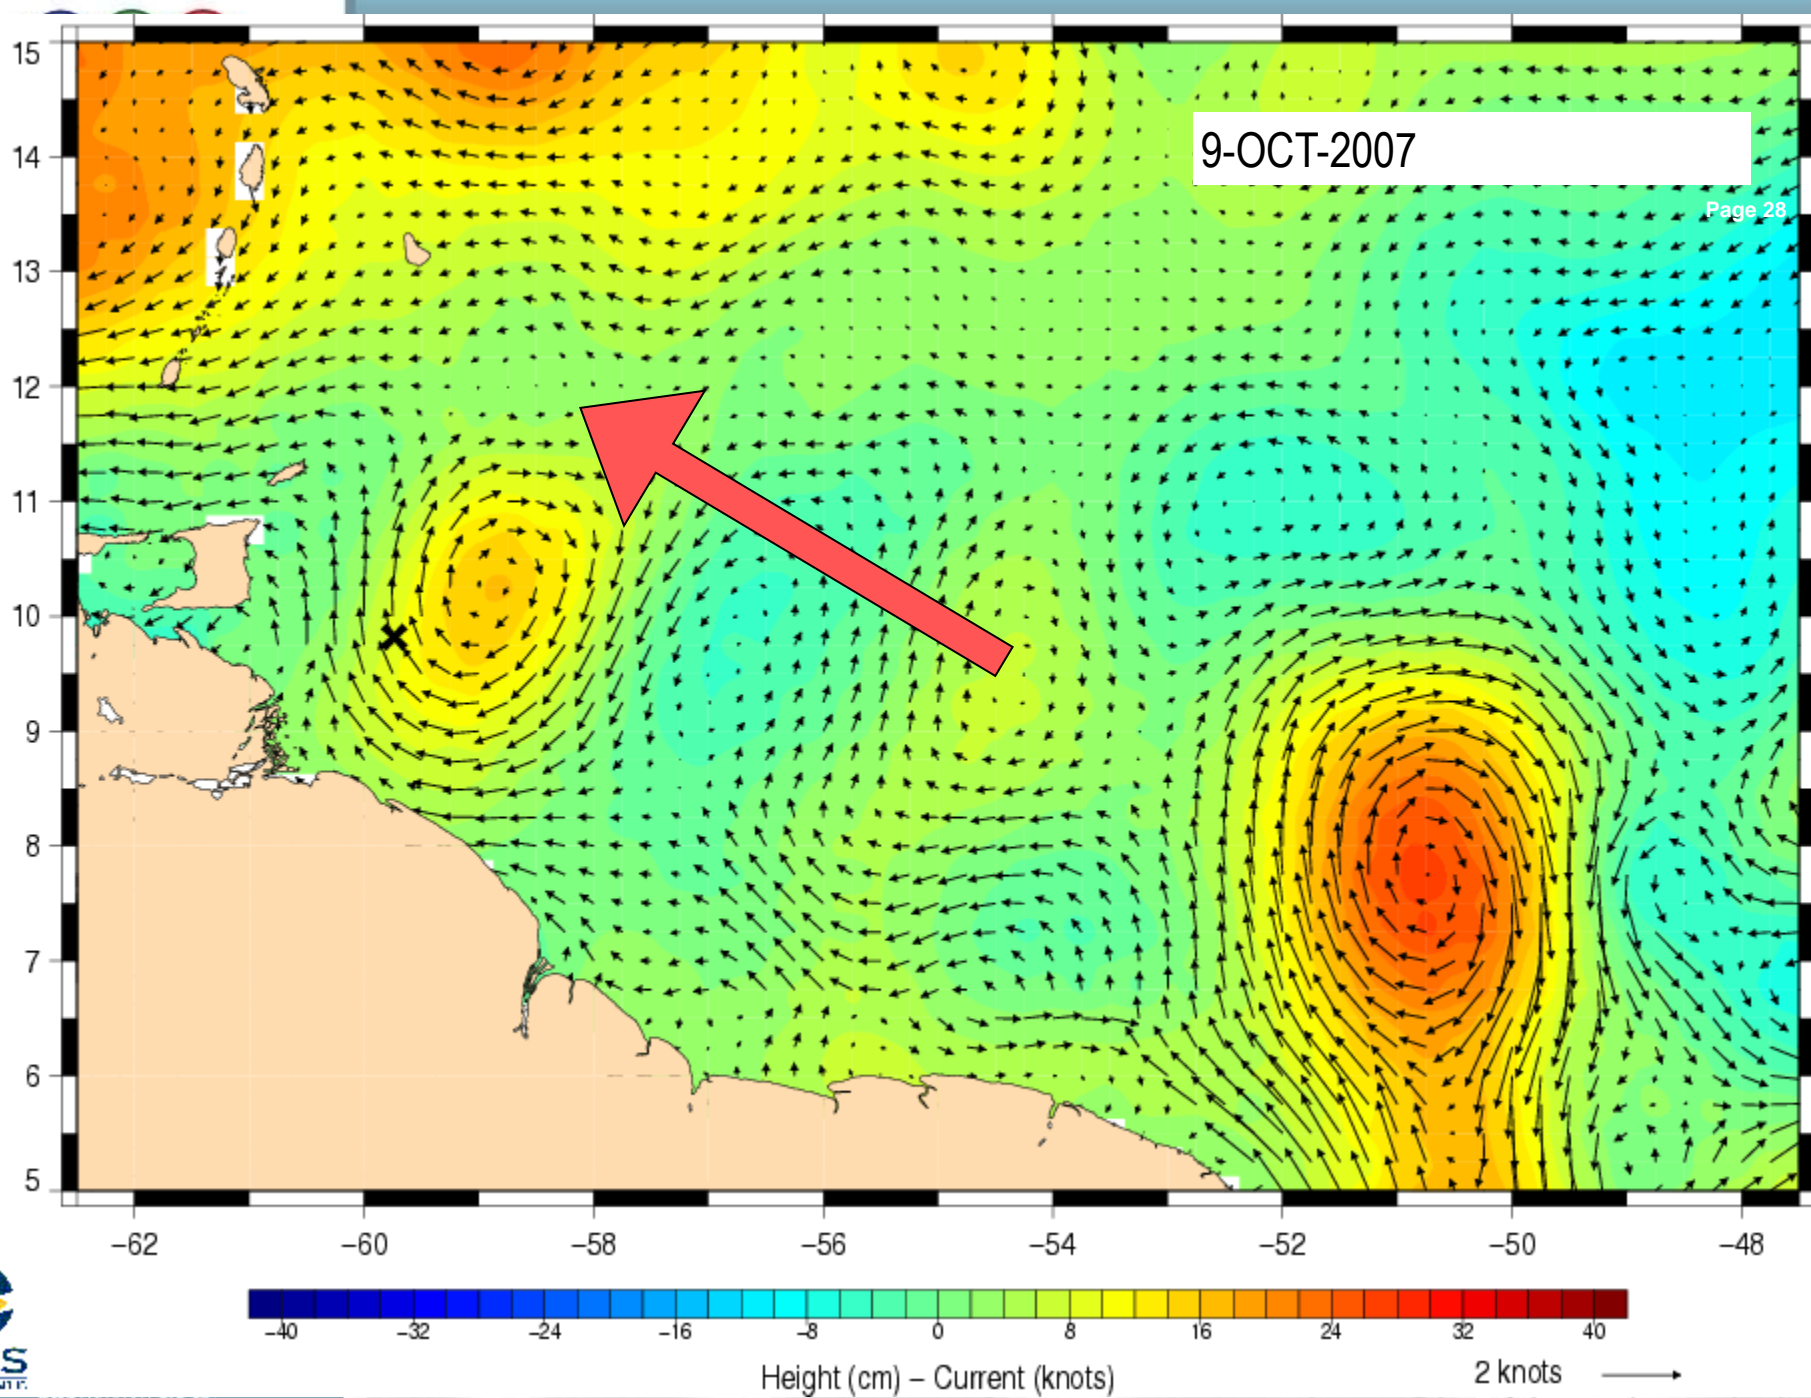 15
14
13
12
11
10
9
8
7
6
5
9-OCT-2007
Page 28
−62 −60 −58 −56 −54 −52 −50 −48
−40 −32 −24 −16 −8 0 8 16 24 32 40
Height (cm) − Current (knots)
2 knots
S